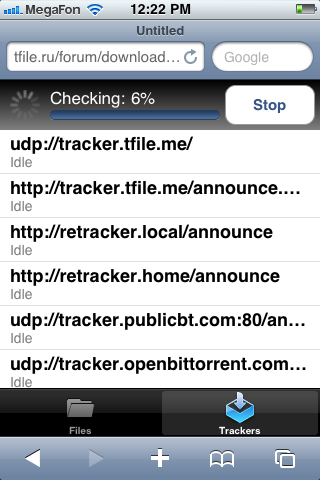 MegaFon 12:22 PM
Untitled
tfile.ru/forum/download... Google
Checking: 6% Stop
udp://tracker.tfile.me/
Idle
http://tracker.tfile.me/announce....
Idle
http://retracker.local/announce
Idle
http://retracker.home/announce
Idle
udp://tracker.publicbt.com:80/an...
Idle
udp://tracker.openbittorrent.com...
Idle
Files Trackers